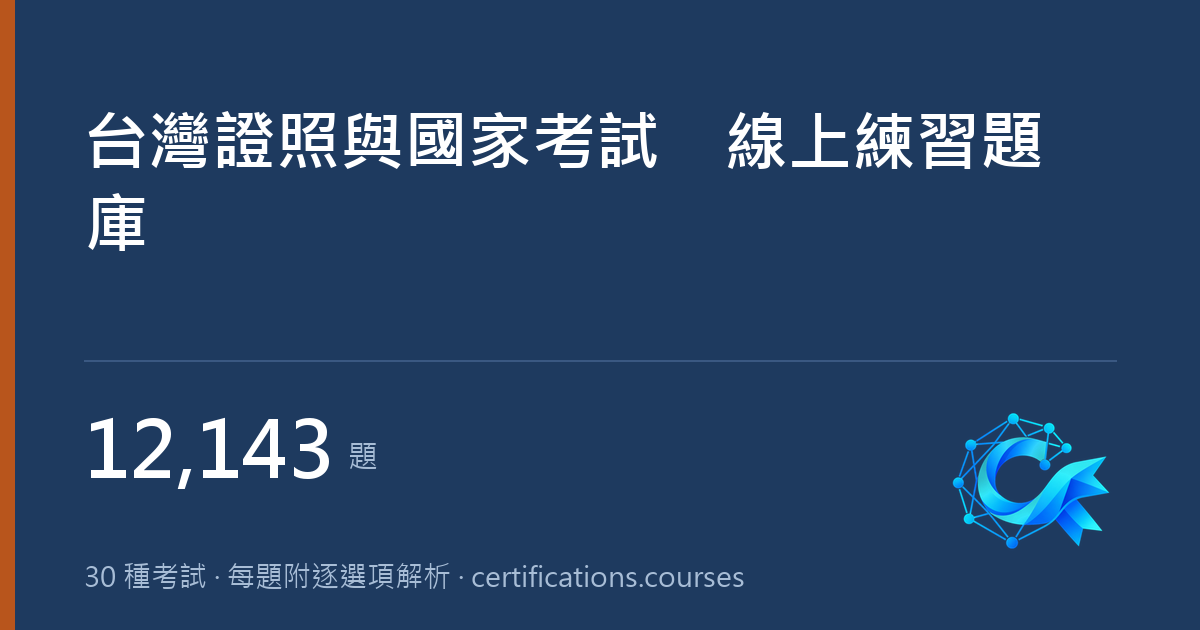 台灣證照與國家考試　線上練習題
庫
12,143 題
30 種考試 · 每題附逐選項解析 · certifications.courses